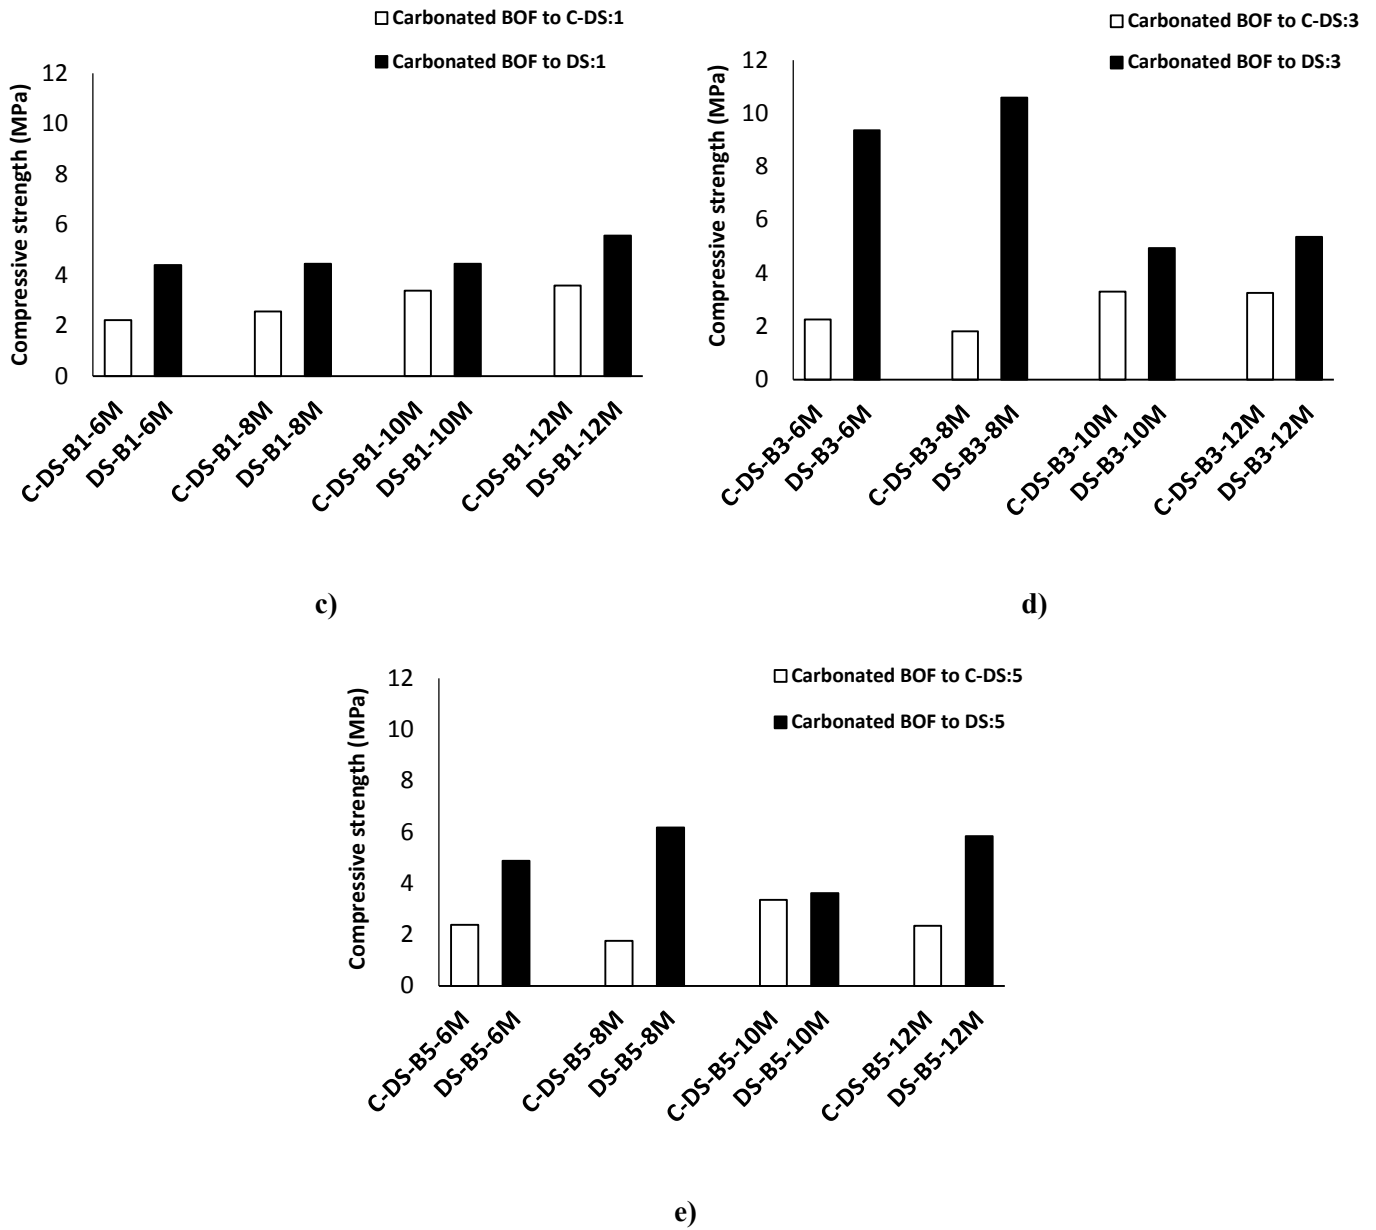 Carbonated BOF to C-DS:1
Carbonated BOF to DS:1
Compressive strength (MPa)
12
10
8
6
4
2
0
C-DS-B1-6M
DS-B1-6M
C-DS-B1-8M
DS-B1-8M
C-DS-B1-10M
DS-B1-10M
C-DS-B1-12M
DS-B1-12M
c)
Carbonated BOF to C-DS:3
Carbonated BOF to DS:3
Compressive strength (MPa)
12
10
8
6
4
2
0
C-DS-B3-6M
DS-B3-6M
C-DS-B3-8M
DS-B3-8M
C-DS-B3-10M
DS-B3-10M
C-DS-B3-12M
DS-B3-12M
d)
Carbonated BOF to C-DS:5
Carbonated BOF to DS:5
Compressive strength (MPa)
12
10
8
6
4
2
0
C-DS-B5-6M
DS-B5-6M
C-DS-B5-8M
DS-B5-8M
C-DS-B5-10M
DS-B5-10M
C-DS-B5-12M
DS-B5-12M
e)